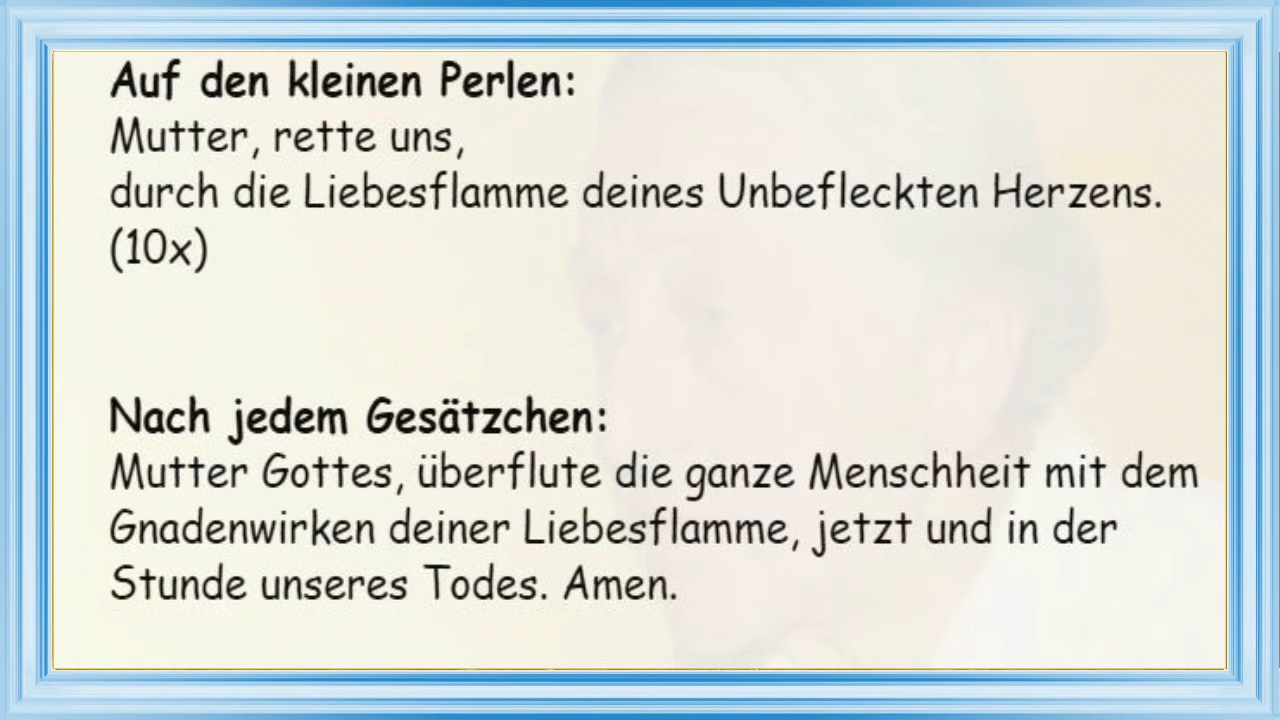 Auf den kleinen Perlen:
Mutter, rette uns,
durch die Liebesflamme deines Unbefleckten Herzens.
(10x)
Nach jedem Gesätzchen:
Mutter Gottes, überflute die ganze Menschheit mit dem
Gnadenwirken deiner Liebesflamme, jetzt und in der
Stunde unseres Todes. Amen.